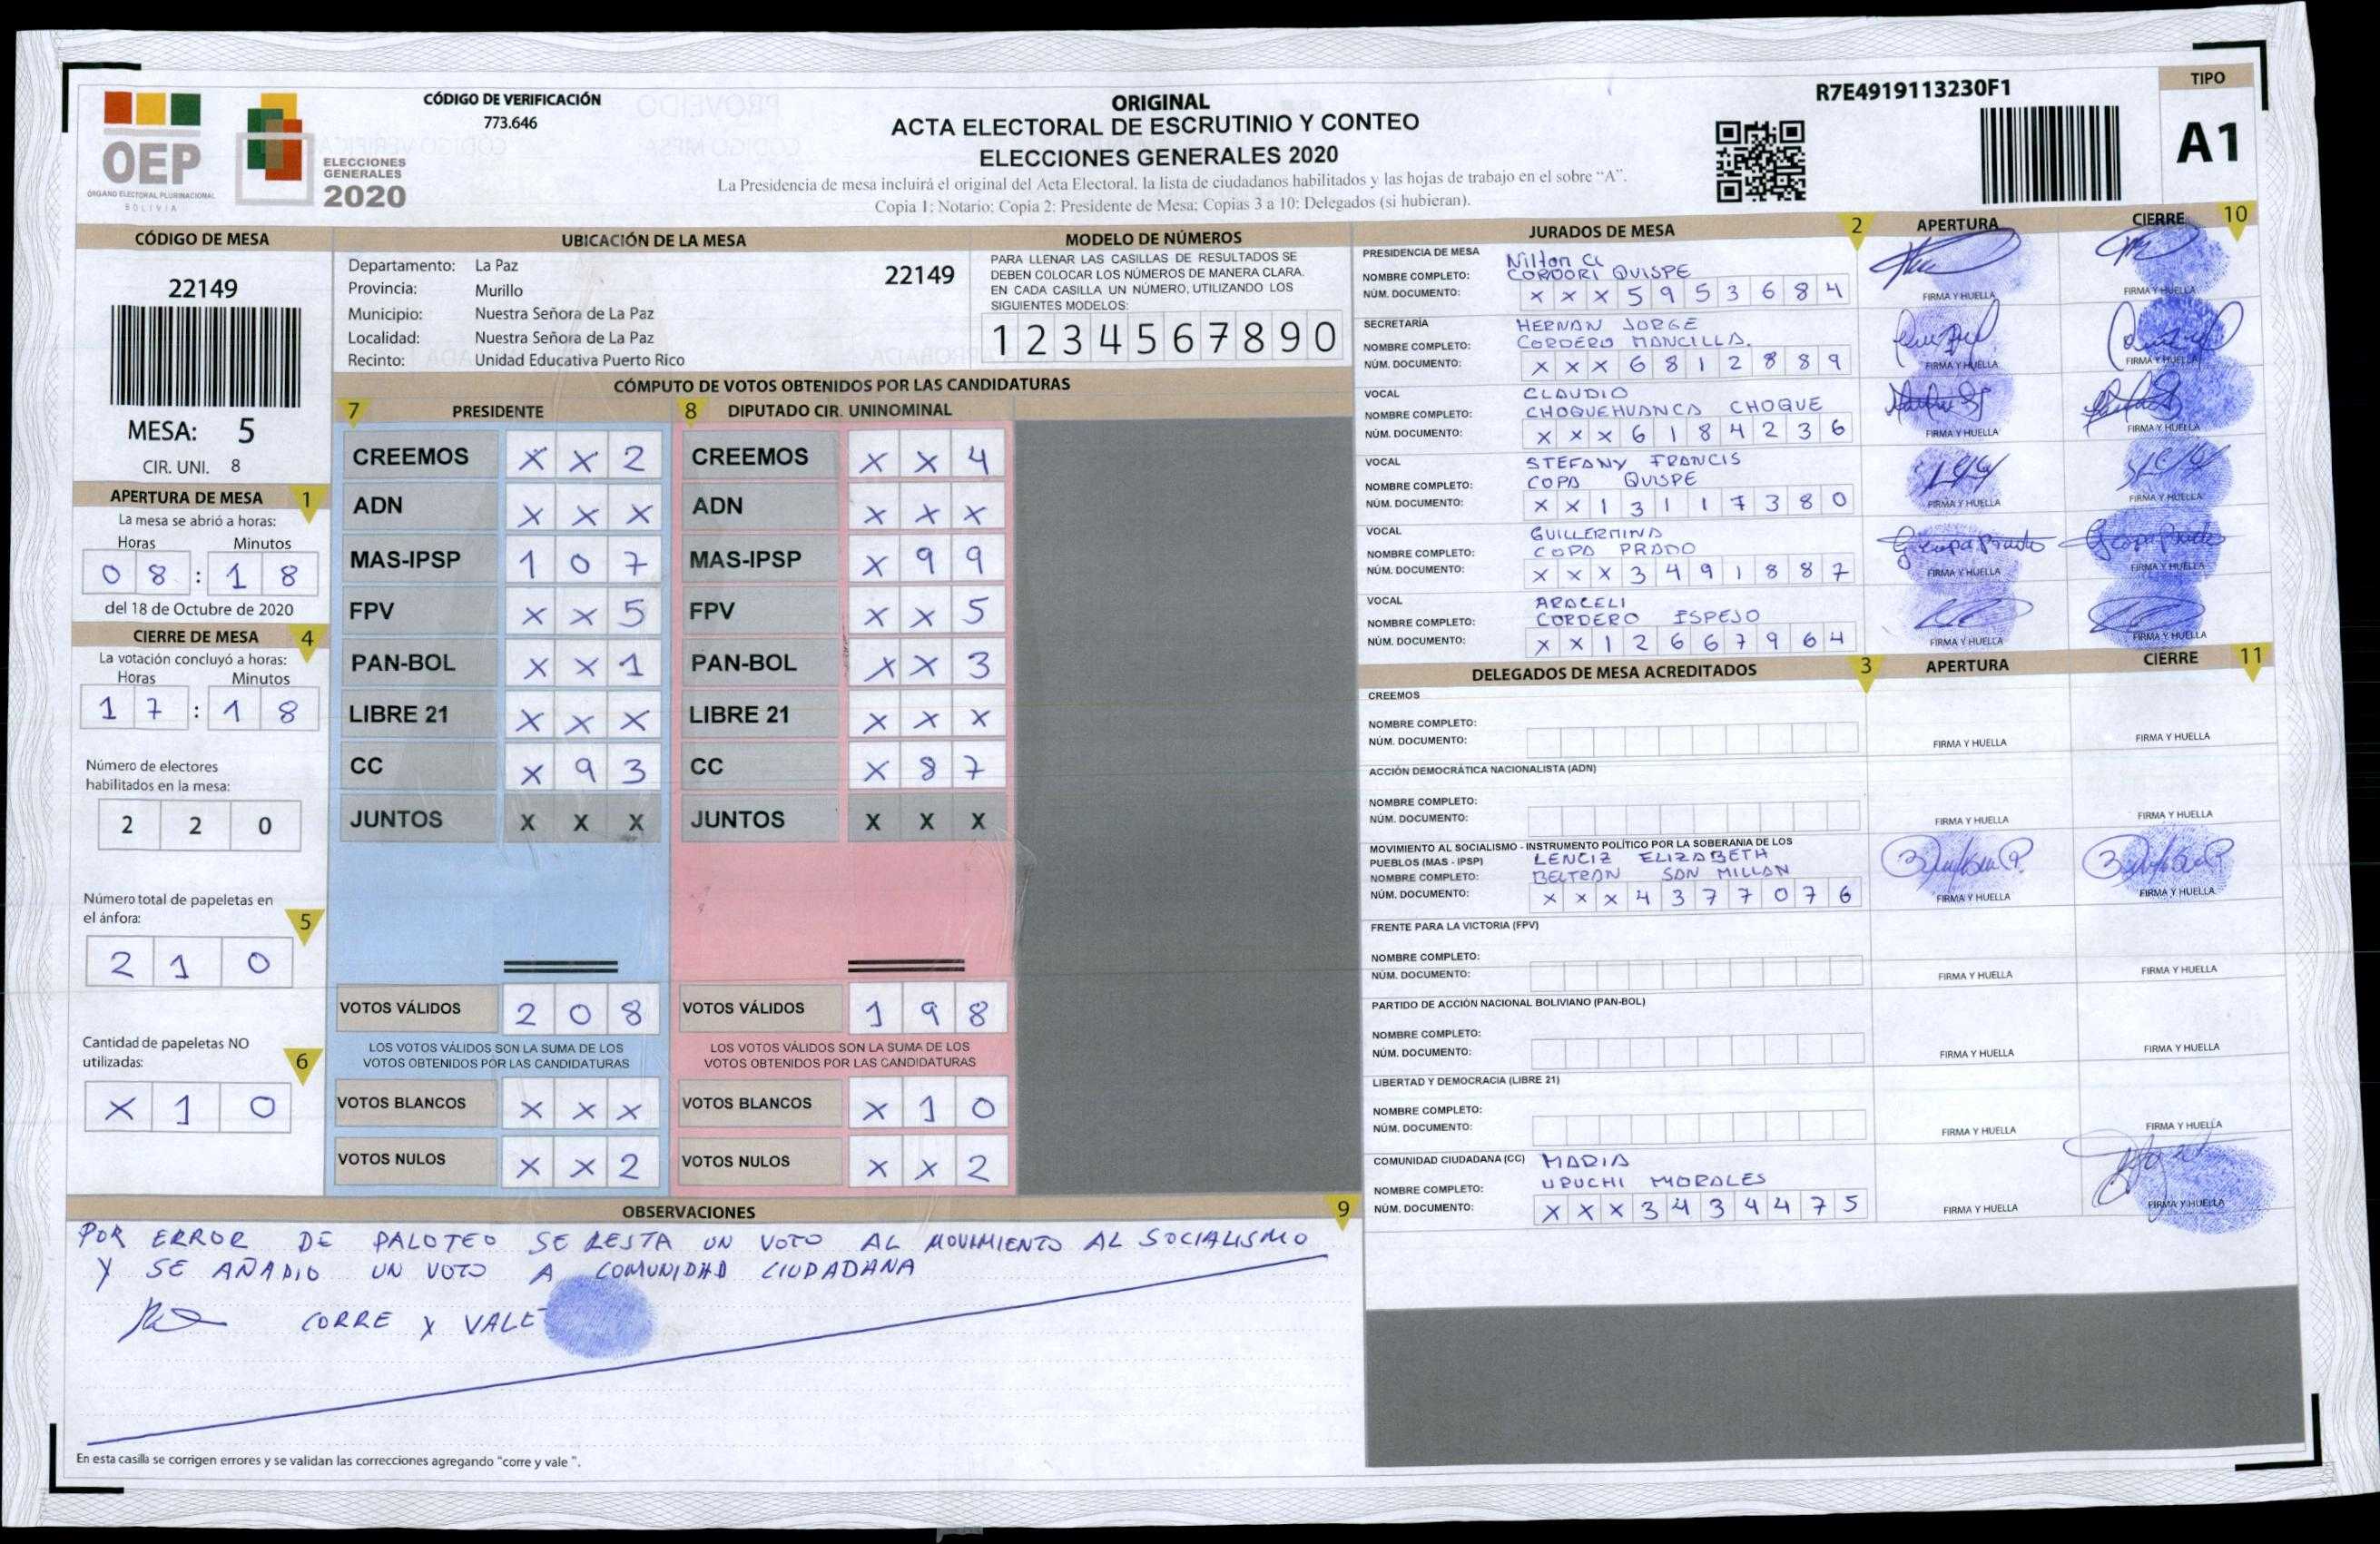 OEP
ÓRGANO ELECTORAL PLURINACIONAL
BOLIVIA
ELECCIONES
GENERALES
2020
CÓDIGO DE VERIFICACIÓN
773.646
ORIGINAL
ACTA ELECTORAL DE ESCRUTINIO Y CONTEO
ELECCIONES GENERALES 2020
La Presidencia de mesa incluirá el original del Acta Electoral, la lista de ciudadanos habilitados y las hojas de trabajo en el sobre “A”.
Copia 1: Notario; Copia 2: Presidente de Mesa; Copias 3 a 10: Delegados (si hubieran).
R7E4919113230F1
TIPO
A1
CÓDIGO DE MESA
22149
MESA: 5
CIR. UNI. 8
APERTURA DE MESA 1
La mesa se abrió a horas:
Horas Minutos
0 8 : 1 8
del 18 de Octubre de 2020
CIERRE DE MESA 4
La votación concluyó a horas:
Horas Minutos
1 7 : 1 8
Número de electores
habilitados en la mesa:
2 2 0
Número total de papeletas en
el ánfora: 5
2 1 0
Cantidad de papeletas NO
utilizadas: 6
X 1 0
UBICACIÓN DE LA MESA
Departamento: La Paz 22149
Provincia: Murillo
Municipio: Nuestra Señora de La Paz
Localidad: Nuestra Señora de La Paz
Recinto: Unidad Educativa Puerto Rico
MODELO DE NÚMEROS
PARA LLENAR LAS CASILLAS DE RESULTADOS SE
DEBEN COLOCAR LOS NÚMEROS DE MANERA CLARA.
EN CADA CASILLA UN NÚMERO, UTILIZANDO LOS
SIGUIENTES MODELOS:
1 2 3 4 5 6 7 8 9 0
CÓMPUTO DE VOTOS OBTENIDOS POR LAS CANDIDATURAS
7 PRESIDENTE 8 DIPUTADO CIR. UNINOMINAL
CREEMOS X X 2 CREEMOS X X 4
ADN X X X ADN X X X
MAS-IPSP 1 0 7 MAS-IPSP X 9 9
FPV X X 5 FPV X X 5
PAN-BOL X X 1 PAN-BOL X X 3
LIBRE 21 X X X LIBRE 21 X X X
CC X 9 3 CC X 8 7
JUNTOS X X X JUNTOS X X X
VOTOS VÁLIDOS 2 0 8 VOTOS VÁLIDOS 1 9 8
LOS VOTOS VÁLIDOS SON LA SUMA DE LOS LOS VOTOS VÁLIDOS SON LA SUMA DE LOS
VOTOS OBTENIDOS POR LAS CANDIDATURAS VOTOS OBTENIDOS POR LAS CANDIDATURAS
VOTOS BLANCOS X X X VOTOS BLANCOS X 1 0
VOTOS NULOS X X 2 VOTOS NULOS X X 2
OBSERVACIONES 9
POR ERROR DE PALOTEO SE RESTA UN VOTO AL MOVIMIENTO AL SOCIALISMO
Y SE AÑADIO UN VOTO A COMUNIDAD CIUDADANA
CORRE Y VALE
En esta casilla se corrigen errores y se validan las correcciones agregando "corre y vale ".
JURADOS DE MESA 2 APERTURA CIERRE 10
PRESIDENCIA DE MESA Nilton
NOMBRE COMPLETO: CONDORI QUISPE
NÚM. DOCUMENTO: X X X 5 9 5 3 6 8 4 FIRMA Y HUELLA FIRMA Y HUELLA
SECRETARÍA HERNAN JORGE
NOMBRE COMPLETO: CORDERO MANCILLA.
NÚM. DOCUMENTO: X X X 6 8 1 2 8 8 9 FIRMA Y HUELLA FIRMA Y HUELLA
VOCAL CLAUDIO
NOMBRE COMPLETO: CHOQUEHUANCA CHOQUE
NÚM. DOCUMENTO: X X X 6 1 8 4 2 3 6 FIRMA Y HUELLA FIRMA Y HUELLA
VOCAL STEFANY FRANCIS
NOMBRE COMPLETO: COPA QUISPE
NÚM. DOCUMENTO: X X 1 3 1 1 7 3 8 0 FIRMA Y HUELLA FIRMA Y HUELLA
VOCAL GUILLERMINA
NOMBRE COMPLETO: COPA PRADO
NÚM. DOCUMENTO: X X X 3 4 9 1 8 8 7 FIRMA Y HUELLA FIRMA Y HUELLA
VOCAL ARACELI
NOMBRE COMPLETO: CORDERO ESPEJO
NÚM. DOCUMENTO: X X 1 2 6 6 7 9 6 4 FIRMA Y HUELLA FIRMA Y HUELLA
DELEGADOS DE MESA ACREDITADOS 3 APERTURA CIERRE 11
CREEMOS
NOMBRE COMPLETO:
NÚM. DOCUMENTO: FIRMA Y HUELLA FIRMA Y HUELLA
ACCIÓN DEMOCRÁTICA NACIONALISTA (ADN)
NOMBRE COMPLETO:
NÚM. DOCUMENTO: FIRMA Y HUELLA FIRMA Y HUELLA
MOVIMIENTO AL SOCIALISMO - INSTRUMENTO POLÍTICO POR LA SOBERANIA DE LOS
PUEBLOS (MAS - IPSP) LENCIZ ELIZABETH
NOMBRE COMPLETO: BELTRAN SAN MILLAN
NÚM. DOCUMENTO: X X X 4 3 7 7 0 7 6 FIRMA Y HUELLA FIRMA Y HUELLA
FRENTE PARA LA VICTORIA (FPV)
NOMBRE COMPLETO:
NÚM. DOCUMENTO: FIRMA Y HUELLA FIRMA Y HUELLA
PARTIDO DE ACCIÓN NACIONAL BOLIVIANO (PAN-BOL)
NOMBRE COMPLETO:
NÚM. DOCUMENTO: FIRMA Y HUELLA FIRMA Y HUELLA
LIBERTAD Y DEMOCRACIA (LIBRE 21)
NOMBRE COMPLETO:
NÚM. DOCUMENTO: FIRMA Y HUELLA FIRMA Y HUELLA
COMUNIDAD CIUDADANA (CC) MARIA
NOMBRE COMPLETO: URUCHI MORALES
NÚM. DOCUMENTO: X X X 3 4 3 4 4 7 5 FIRMA Y HUELLA FIRMA Y HUELLA